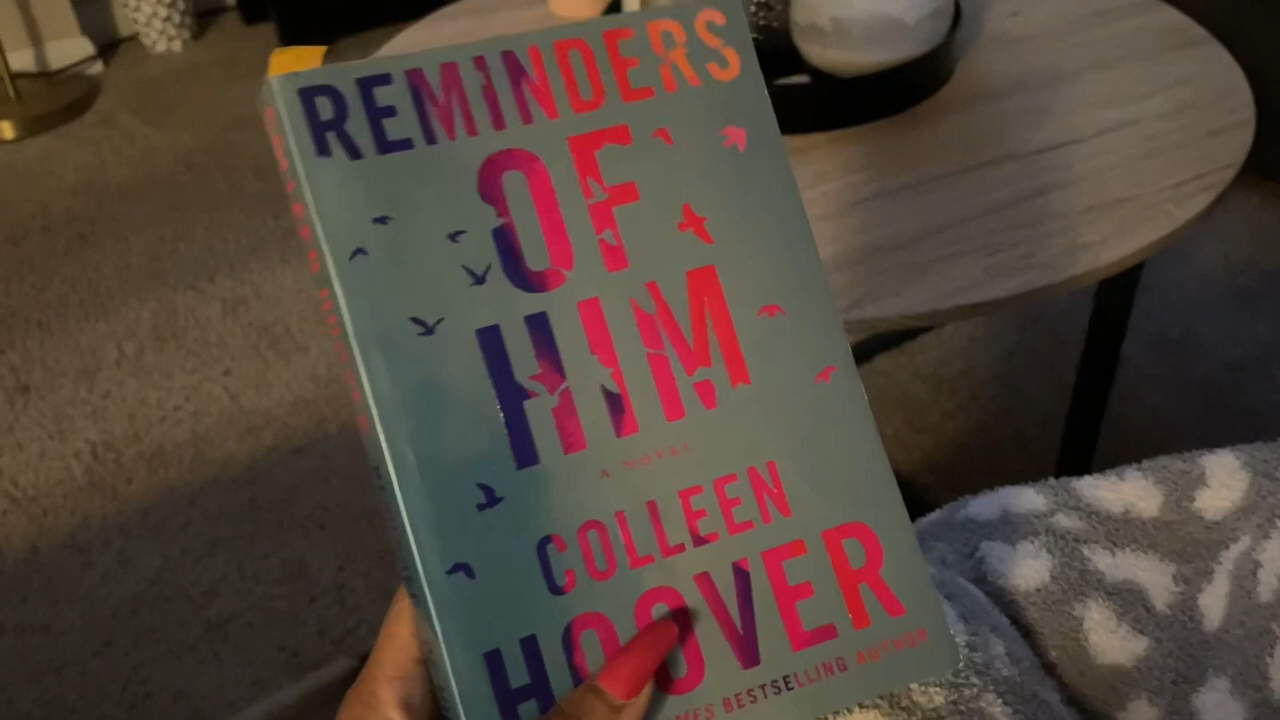 REMINDERS
OF
HIM
A NOVEL
COLLEEN
HOOVER
TIMES BESTSELLING AUTHOR